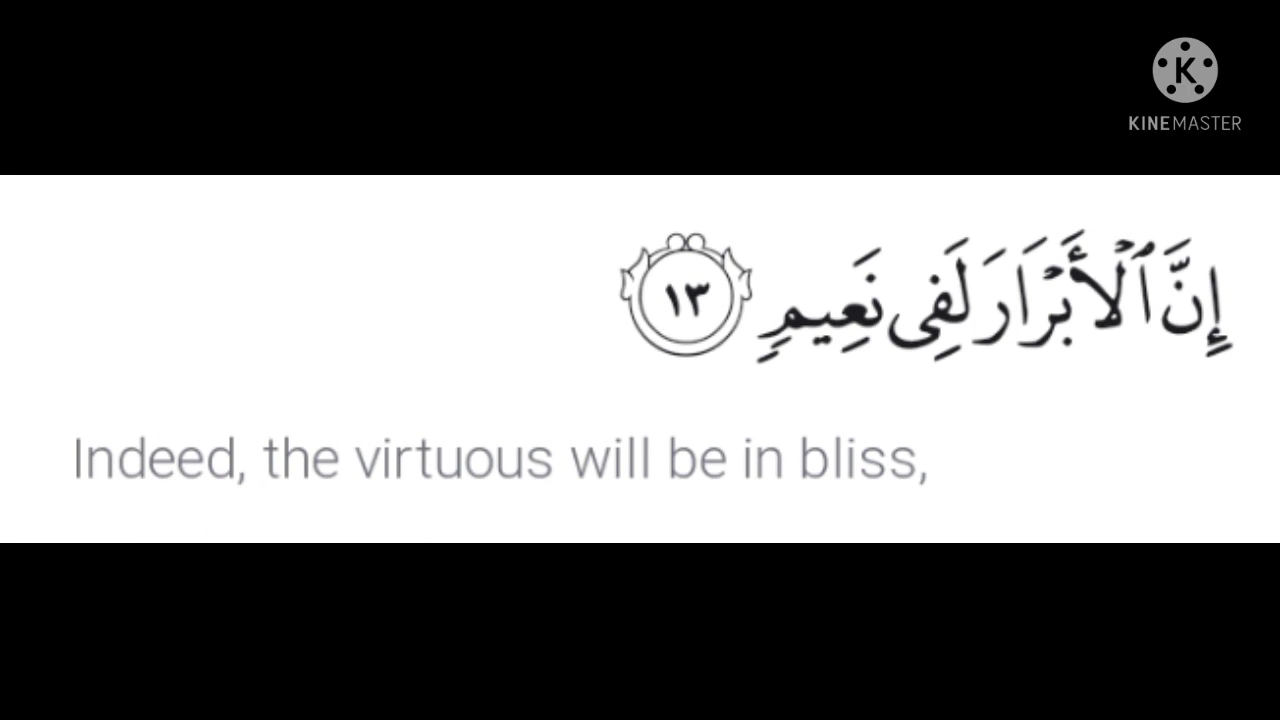 KINEMASTER
إِنَّ ٱلْأَبْرَارَ لَفِى نَعِيمٍ ١٣
Indeed, the virtuous will be in bliss,